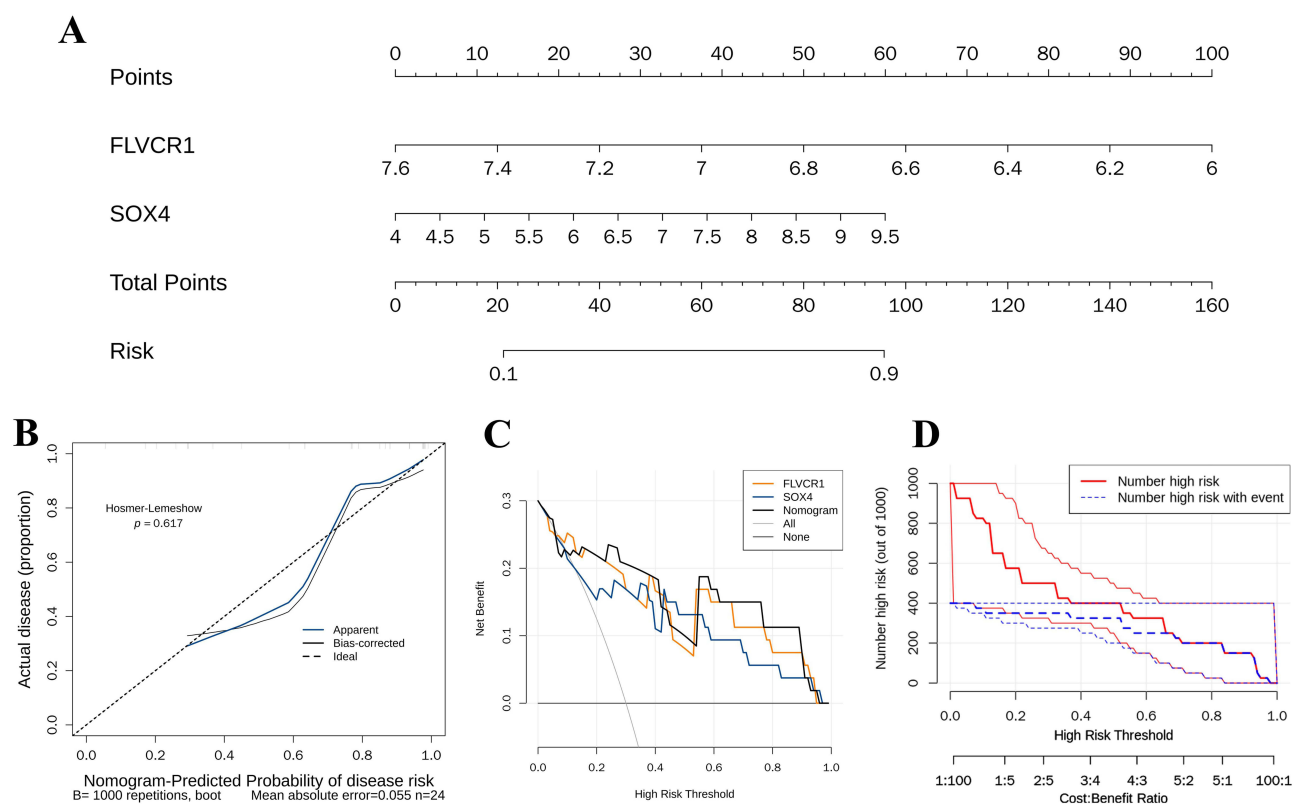 A
0 10 20 30 40 50 60 70 80 90 100
Points
FLVCR1
7.6 7.4 7.2 7 6.8 6.6 6.4 6.2 6
SOX4
4 4.5 5 5.5 6 6.5 7 7.5 8 8.5 9 9.5
Total Points
0 20 40 60 80 100 120 140 160
Risk
0.1 0.9
B
Actual disease (proportion)
1.0
0.8
0.6
0.4
0.2
0.0
Hosmer-Lemeshow
p = 0.617
Apparent
Bias-corrected
Ideal
0.0 0.2 0.4 0.6 0.8 1.0
Nomogram-Predicted Probability of disease risk
B= 1000 repetitions, boot Mean absolute error=0.055 n=24
C
Net Benefit
0.3
0.2
0.1
0.0
FLVCR1
SOX4
Nomogram
All
None
0.0 0.2 0.4 0.6 0.8 1.0
High Risk Threshold
D
Number high risk (out of 1000)
1000
800
600
400
200
0
Number high risk
Number high risk with event
0.0 0.2 0.4 0.6 0.8 1.0
High Risk Threshold
1:100 1:5 2:5 3:4 4:3 5:2 5:1 100:1
Cost:Benefit Ratio